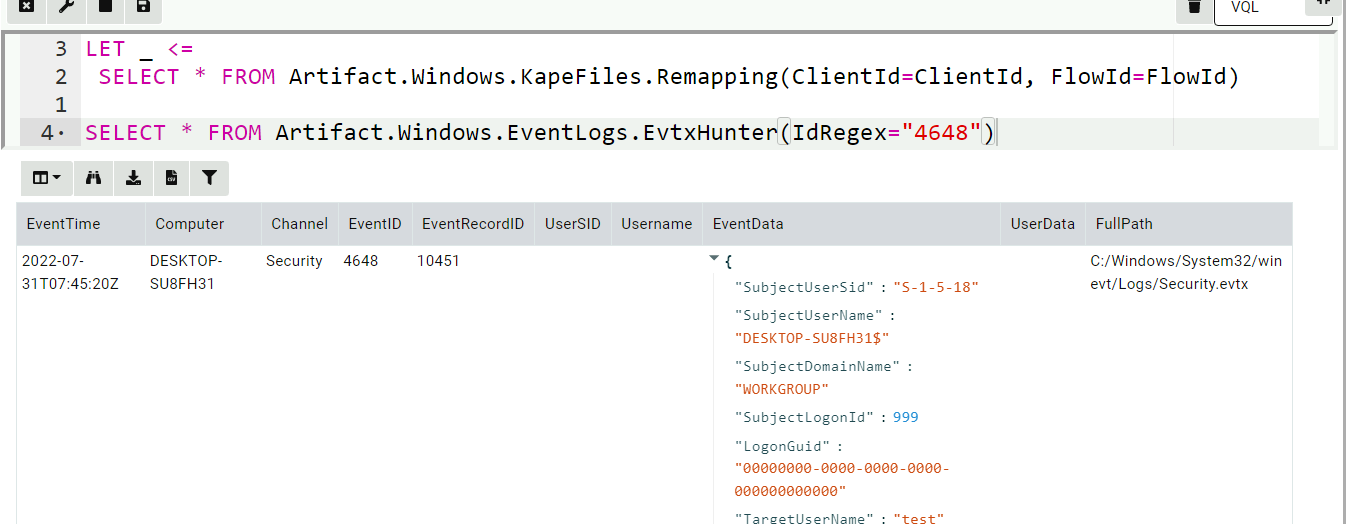 VQL
3 LET _ <=
2 SELECT * FROM Artifact.Windows.KapeFiles.Remapping(ClientId=ClientId, FlowId=FlowId)
1
4 SELECT * FROM Artifact.Windows.EventLogs.EvtxHunter(IdRegex="4648")
EventTime Computer Channel EventID EventRecordID UserSID Username EventData UserData FullPath
2022-07-
31T07:45:20Z
DESKTOP-
SU8FH31
Security
4648
10451
{
"SubjectUserSid" : "S-1-5-18"
"SubjectUserName" :
"DESKTOP-SU8FH31$"
"SubjectDomainName" :
"WORKGROUP"
"SubjectLogonId" : 999
"LogonGuid" :
"00000000-0000-0000-0000-
000000000000"
"TargetUserName" : "test"
C:/Windows/System32/win
evt/Logs/Security.evtx